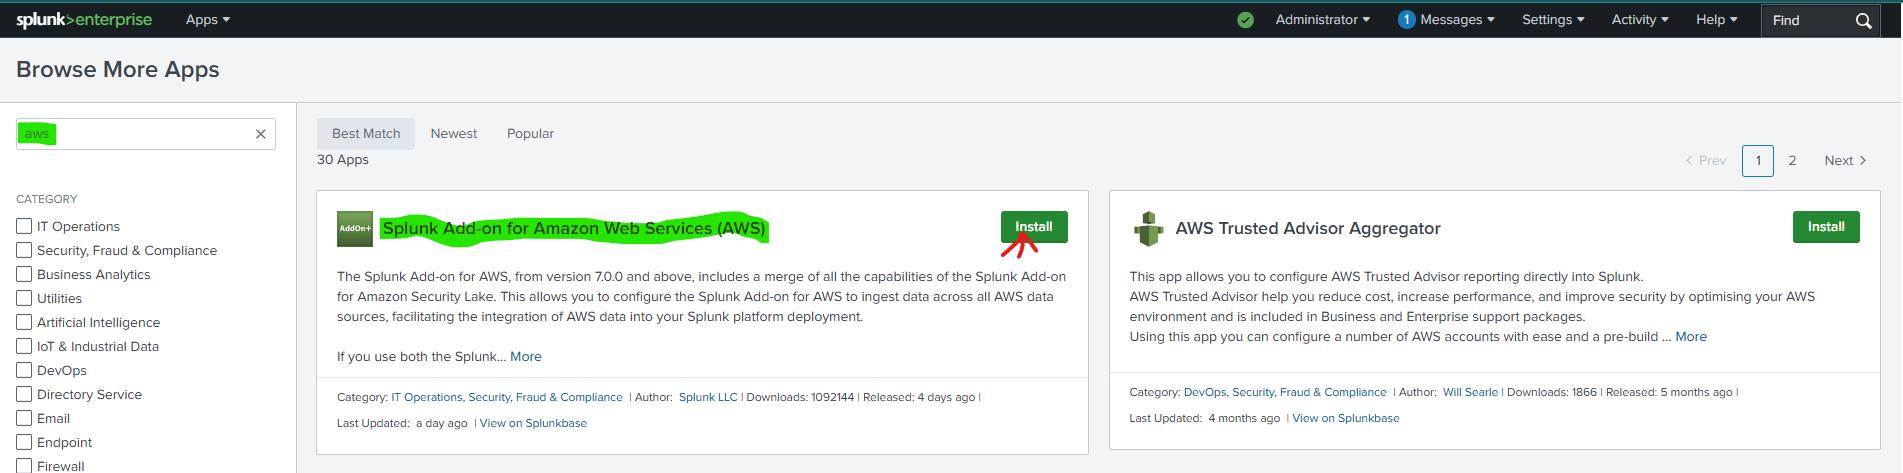 splunk>enterprise Apps Administrator 1 Messages Settings Activity Help Find
Browse More Apps
aws
CATEGORY
IT Operations
Security, Fraud & Compliance
Business Analytics
Utilities
Artificial Intelligence
IoT & Industrial Data
DevOps
Directory Service
Email
Endpoint
Firewall
Best Match Newest Popular
30 Apps
Prev 1 2 Next
AddOn+ Splunk Add-on for Amazon Web Services (AWS) Install
The Splunk Add-on for AWS, from version 7.0.0 and above, includes a merge of all the capabilities of the Splunk Add-on
for Amazon Security Lake. This allows you to configure the Splunk Add-on for AWS to ingest data across all AWS data
sources, facilitating the integration of AWS data into your Splunk platform deployment.
If you use both the Splunk... More
Category: IT Operations, Security, Fraud & Compliance | Author: Splunk LLC | Downloads: 1092144 | Released: 4 days ago |
Last Updated: a day ago | View on Splunkbase
AWS Trusted Advisor Aggregator Install
This app allows you to configure AWS Trusted Advisor reporting directly into Splunk.
AWS Trusted Advisor help you reduce cost, increase performance, and improve security by optimising your AWS
environment and is included in Business and Enterprise support packages.
Using this app you can configure a number of AWS accounts with ease and a pre-build ... More
Category: DevOps, Security, Fraud & Compliance | Author: Will Searle | Downloads: 1866 | Released: 5 months ago |
Last Updated: 4 months ago | View on Splunkbase